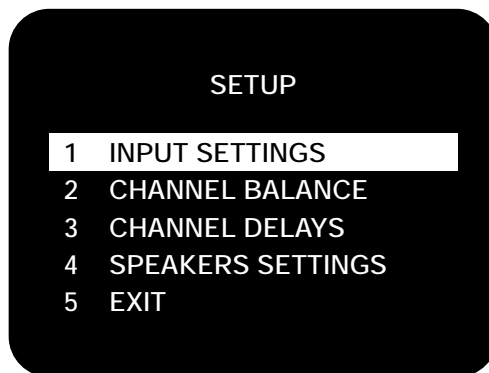 SETUP
1 INPUT SETTINGS
2 CHANNEL BALANCE
3 CHANNEL DELAYS
4 SPEAKERS SETTINGS
5 EXIT